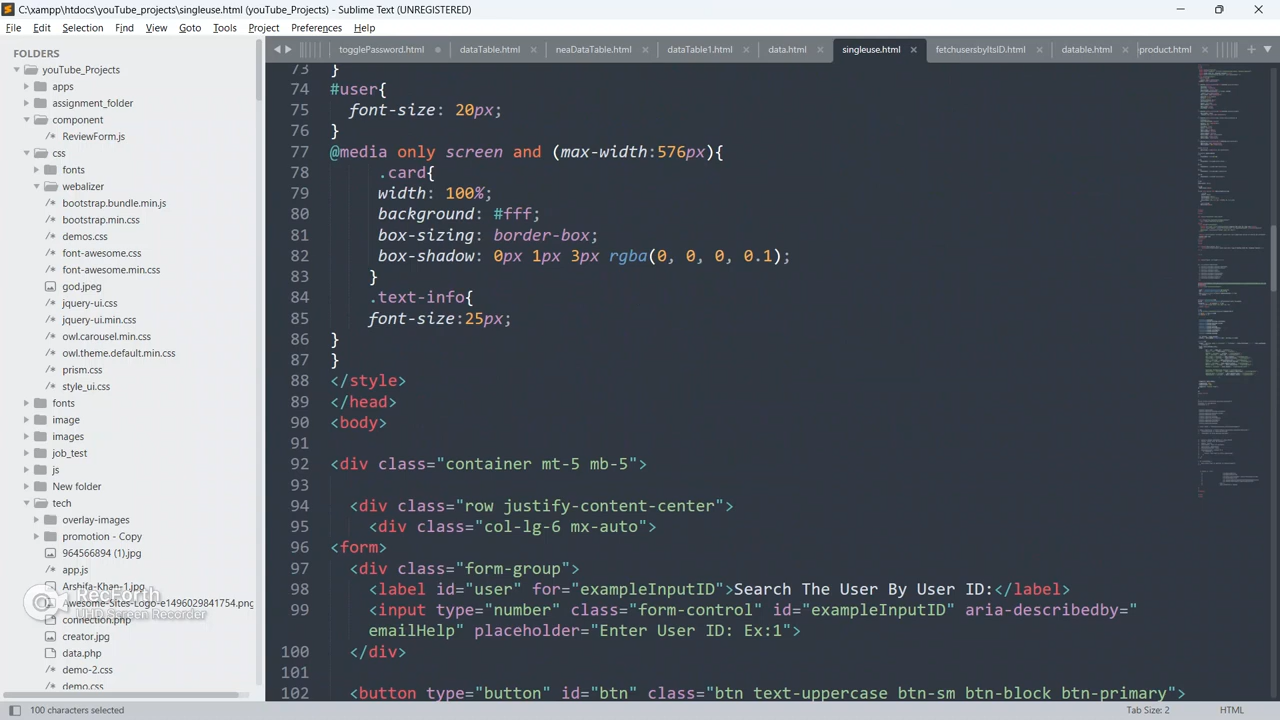 C:\xampp\htdocs\youTube_projects\singleuse.html (youTube_Projects) - Sublime Text (UNREGISTERED)
File Edit Selection Find View Goto Tools Project Preferences Help
togglePassword.html dataTable.html neaDataTable.html dataTable1.html data.html singleuse.html fetchusersbyItsID.html datable.html product.html
FOLDERS
youTube_Projects
apps
assignment_folder
component
ReviewForm.js
css
fonts
webalizer
bootstrap.bundle.min.js
bootstrap.min.css
demos.css
font-awesome.css
font-awesome.min.css
god.jpeg
jquery-ui.css
jquery-ui.min.css
owl.carousel.min.css
owl.theme.default.min.css
prism.css
style_ui.css
fonts
image
images
job_test
js
New folder
tech
overlay-images
promotion - Copy
964566894 (1).jpg
app.js
Arshifa-Khan-1.jpg
Awesome-Sites-Logo-e1496029841754.png
connection.php
creator.jpg
data.php
demo-2.css
demo.css
RecForth
73 }
74 #user{
75 font-size: 20px;
76 }
77 @media only screen and (max-width:576px){
78 .card{
79 width: 100%;
80 background: #fff;
81 box-sizing: border-box;
82 box-shadow: 0px 1px 3px rgba(0, 0, 0, 0.1);
83 }
84 .text-info{
85 font-size:25px;
86 }
87 }
88 </style>
89 </head>
90 <body>
91
92 <div class="container mt-5 mb-5">
93
94 <div class="row justify-content-center">
95 <div class="col-lg-6 mx-auto">
96 <form>
97 <div class="form-group">
98 <label id="user" for="exampleInputID">Search The User By User ID:</label>
99 <input type="number" class="form-control" id="exampleInputID" aria-describedby="
emailHelp" placeholder="Enter User ID: Ex:1">
100 </div>
101
102 <button type="button" id="btn" class="btn text-uppercase btn-sm btn-block btn-primary">
100 characters selected
Tab Size: 2 HTML